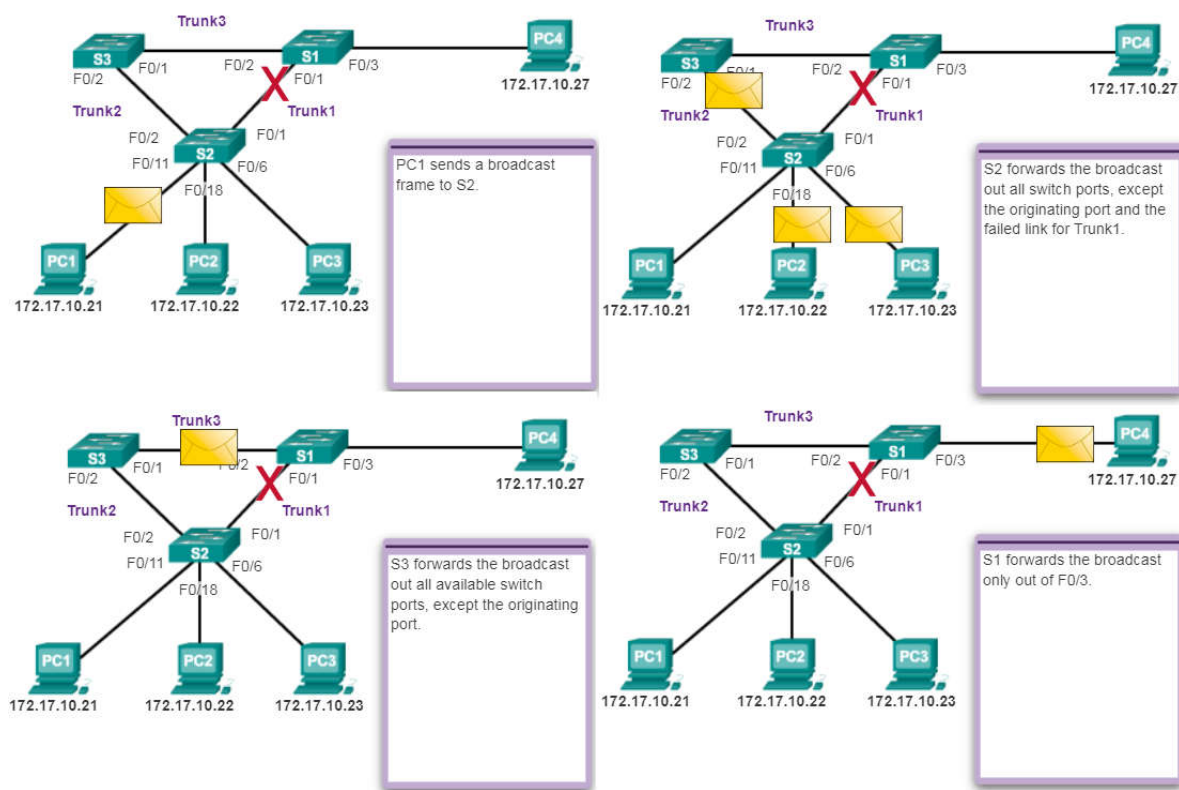 Trunk3
S3
S1
PC4
F0/1
F0/2
F0/3
F0/2
F0/1
172.17.10.27
Trunk2
Trunk1
F0/2
F0/1
S2
F0/11
F0/6
F0/18
PC1
PC2
PC3
172.17.10.21
172.17.10.22
172.17.10.23
PC1 sends a broadcast
frame to S2.
Trunk3
S3
S1
PC4
F0/1
F0/2
F0/3
F0/2
F0/1
172.17.10.27
Trunk2
Trunk1
F0/2
F0/1
S2
F0/11
F0/6
F0/18
PC1
PC2
PC3
172.17.10.21
172.17.10.22
172.17.10.23
S2 forwards the broadcast
out all switch ports, except
the originating port and the
failed link for Trunk1.
Trunk3
S3
S1
PC4
F0/1
F0/2
F0/3
F0/2
F0/1
172.17.10.27
Trunk2
Trunk1
F0/2
F0/1
S2
F0/11
F0/6
F0/18
PC1
PC2
PC3
172.17.10.21
172.17.10.22
172.17.10.23
S3 forwards the broadcast
out all available switch
ports, except the originating
port.
Trunk3
S3
S1
PC4
F0/1
F0/2
F0/3
F0/2
F0/1
172.17.10.27
Trunk2
Trunk1
F0/2
F0/1
S2
F0/11
F0/6
F0/18
PC1
PC2
PC3
172.17.10.21
172.17.10.22
172.17.10.23
S1 forwards the broadcast
only out of F0/3.